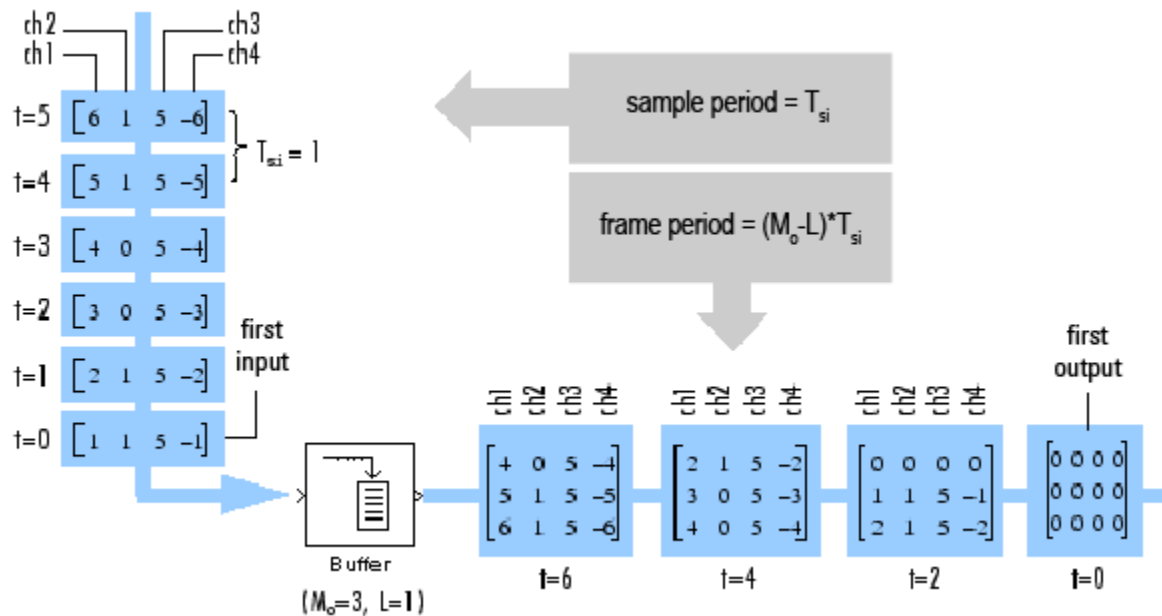 ch2
ch1
ch3
ch4
t=5 [6 1 5 -6]
T_si = 1
t=4 [5 1 5 -5]
t=3 [4 0 5 -4]
t=2 [3 0 5 -3]
t=1 [2 1 5 -2]
t=0 [1 1 5 -1]
first
input
sample period = T_si
frame period = (M_o-L)*T_si
first
output
Buffer
(M_o=3, L=1)
ch1 ch2 ch3 ch4
4 0 5 -4
5 1 5 -5
6 1 5 -6
t=6
ch1 ch2 ch3 ch4
2 1 5 -2
3 0 5 -3
4 0 5 -4
t=4
ch1 ch2 ch3 ch4
0 0 0 0
1 1 5 -1
2 1 5 -2
t=2
0 0 0 0
0 0 0 0
0 0 0 0
t=0